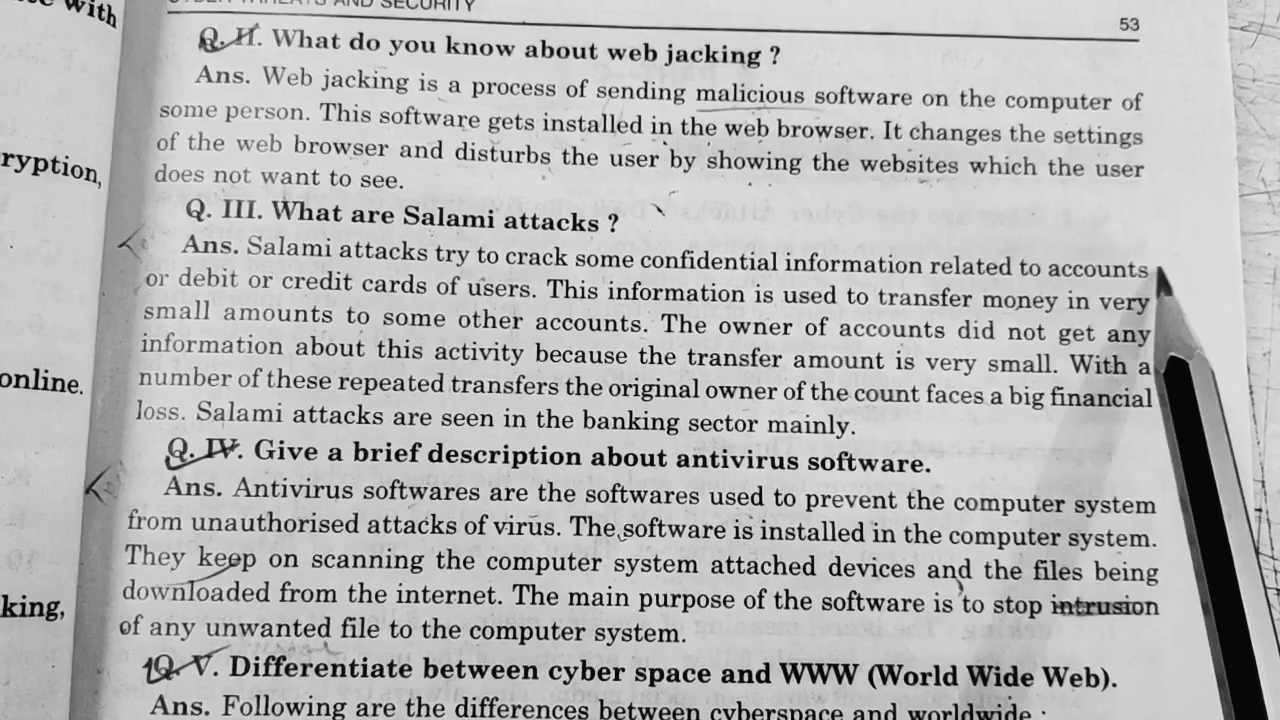 with
AND SECURITY
53
Q. II. What do you know about web jacking ?
Ans. Web jacking is a process of sending malicious software on the computer of
some person. This software gets installed in the web browser. It changes the settings
of the web browser and disturbs the user by showing the websites which the user
does not want to see.
Q. III. What are Salami attacks ?
Ans. Salami attacks try to crack some confidential information related to accounts
or debit or credit cards of users. This information is used to transfer money in very
small amounts to some other accounts. The owner of accounts did not get any
information about this activity because the transfer amount is very small. With a
number of these repeated transfers the original owner of the count faces a big financial
loss. Salami attacks are seen in the banking sector mainly.
Q. IV. Give a brief description about antivirus software.
Ans. Antivirus softwares are the softwares used to prevent the computer system
from unauthorised attacks of virus. The software is installed in the computer system.
They keep on scanning the computer system attached devices and the files being
downloaded from the internet. The main purpose of the software is to stop intrusion
of any unwanted file to the computer system.
Q. V. Differentiate between cyber space and WWW (World Wide Web).
Ans. Following are the differences between cyberspace and worldwide :
ryption,
online.
king,